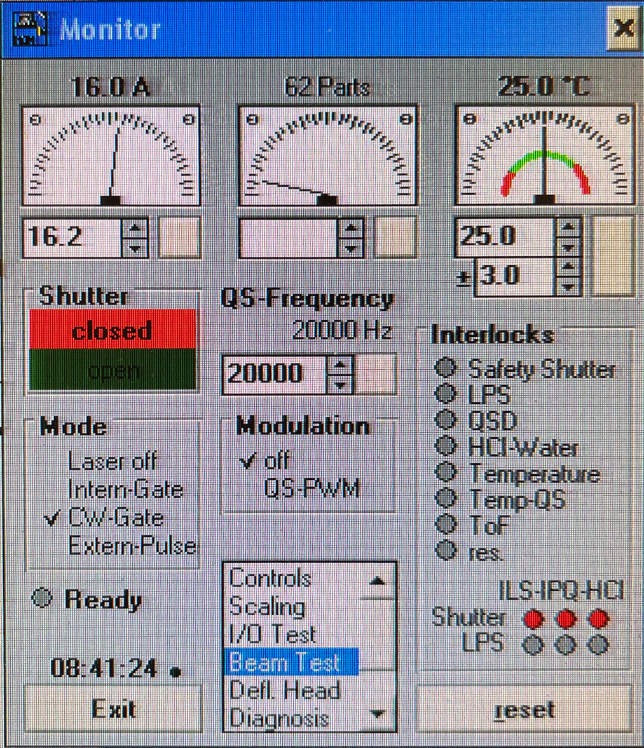 Monitor
16.0 A
62 Parts
25.0 °C
16.2
25.0
± 3.0
Shutter
closed
open
QS-Frequency
20000 Hz
20000
Interlocks
Safety Shutter
LPS
QSD
HCl-Water
Temperature
Temp-QS
ToF
res.
ILS-IPQ-HCl
Shutter
LPS
Mode
Laser off
Intern-Gate
✓ CW-Gate
Extern-Pulse
Modulation
✓ off
QS-PWM
Ready
08:41:24
Controls
Scaling
I/O Test
Beam Test
Defl. Head
Diagnosis
Exit
reset